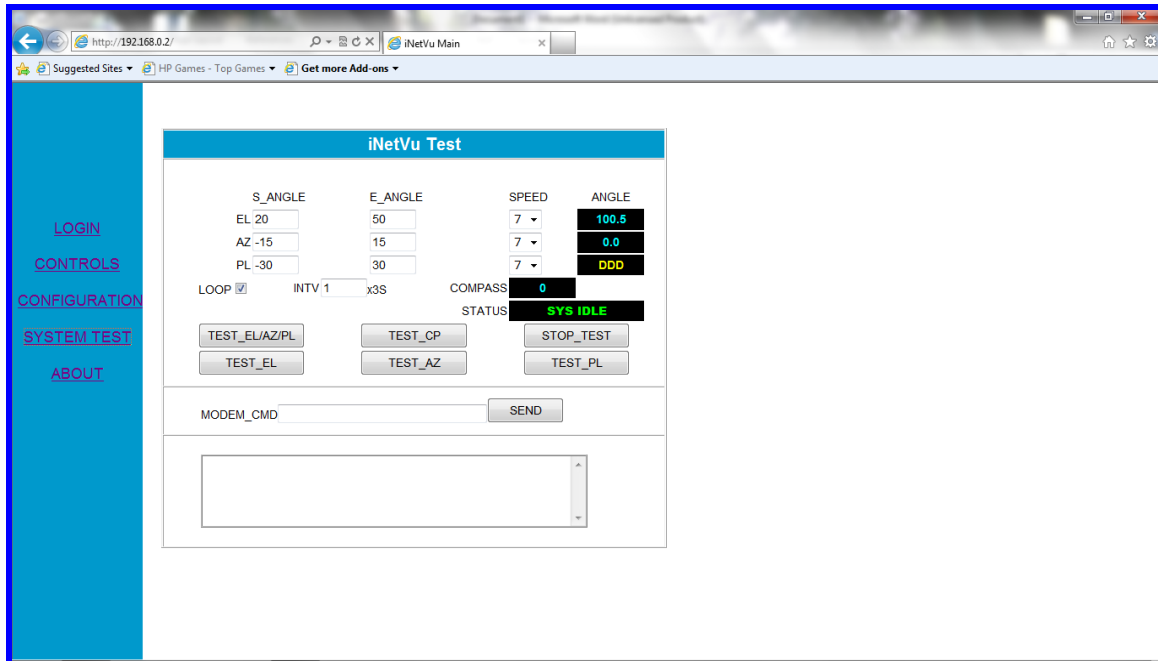 http://192.168.0.2/
iNetVu Main
Suggested Sites
HP Games - Top Games
Get more Add-ons
iNetVu Test
S_ANGLE E_ANGLE SPEED ANGLE
EL 20 50 7 100.5
AZ -15 15 7 0.0
PL -30 30 7 DDD
LOOP INTV 1 x3S COMPASS 0
STATUS SYS IDLE
TEST_EL/AZ/PL TEST_CP STOP_TEST
TEST_EL TEST_AZ TEST_PL
MODEM_CMD SEND
LOGIN
CONTROLS
CONFIGURATION
SYSTEM TEST
ABOUT